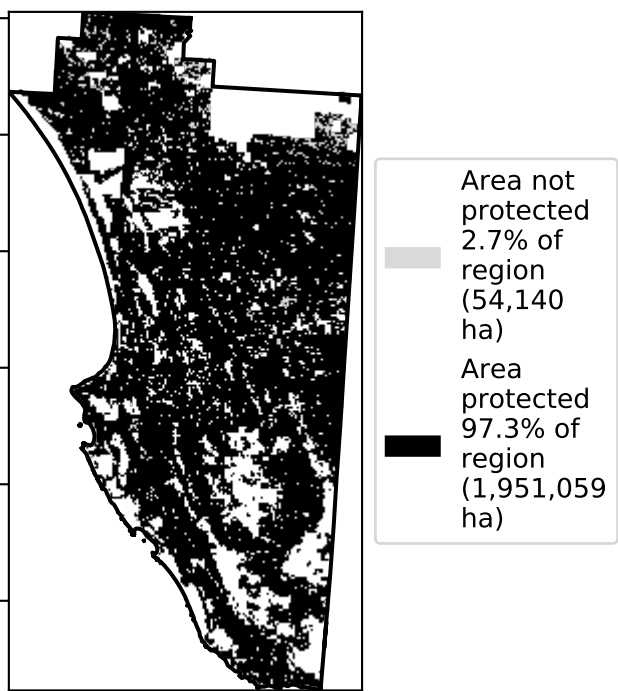 Area not
protected
2.7% of
region
(54,140
ha)
Area
protected
97.3% of
region
(1,951,059
ha)